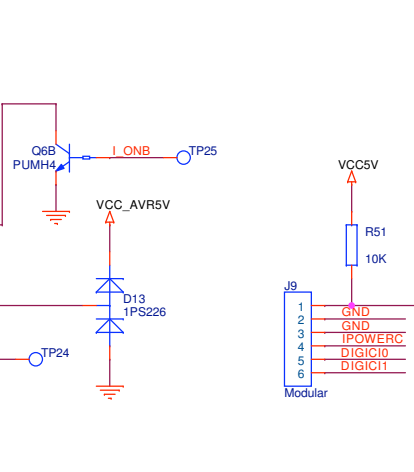 Q6B
PUMH4
I_ONB
TP25
VCC5V
VCC_AVR5V
R51
10K
D13
1PS226
TP24
J9
1
2
3
4
5
6
GND
GND
IPOWERC
DIGICI0
DIGICI1
Modular